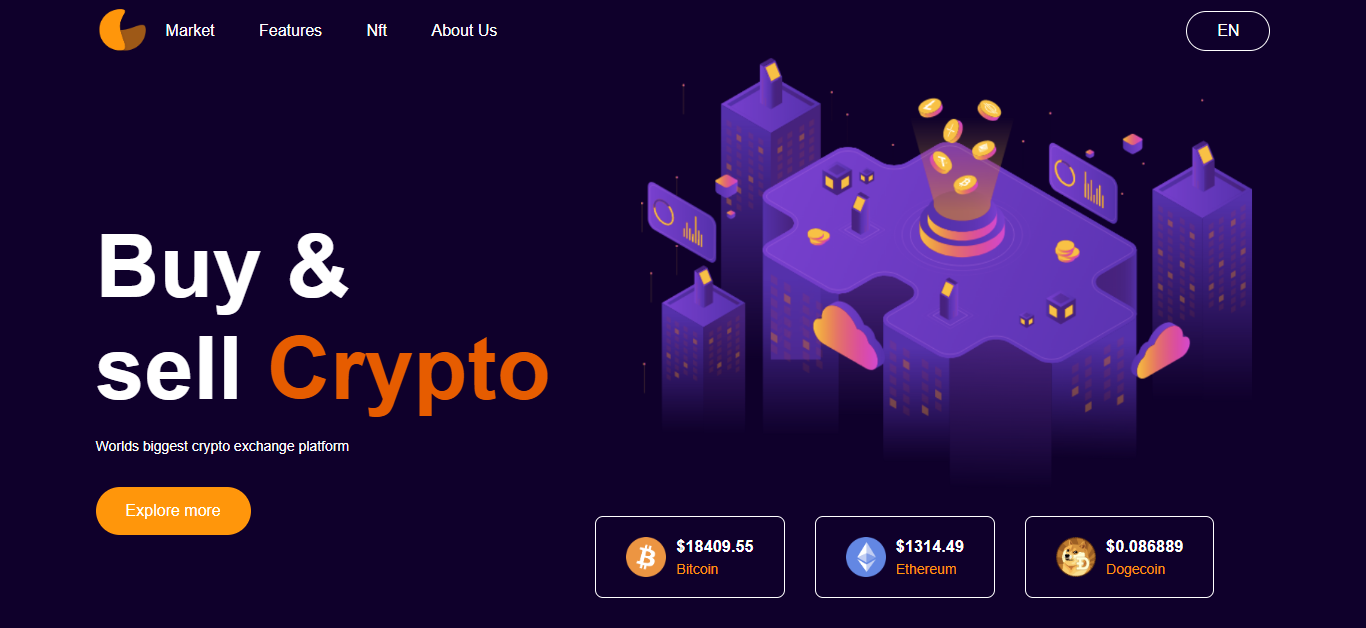 Market Features Nft About Us EN
Buy &
sell Crypto
Worlds biggest crypto exchange platform
Explore more
$18409.55
Bitcoin
$1314.49
Ethereum
$0.086889
Dogecoin